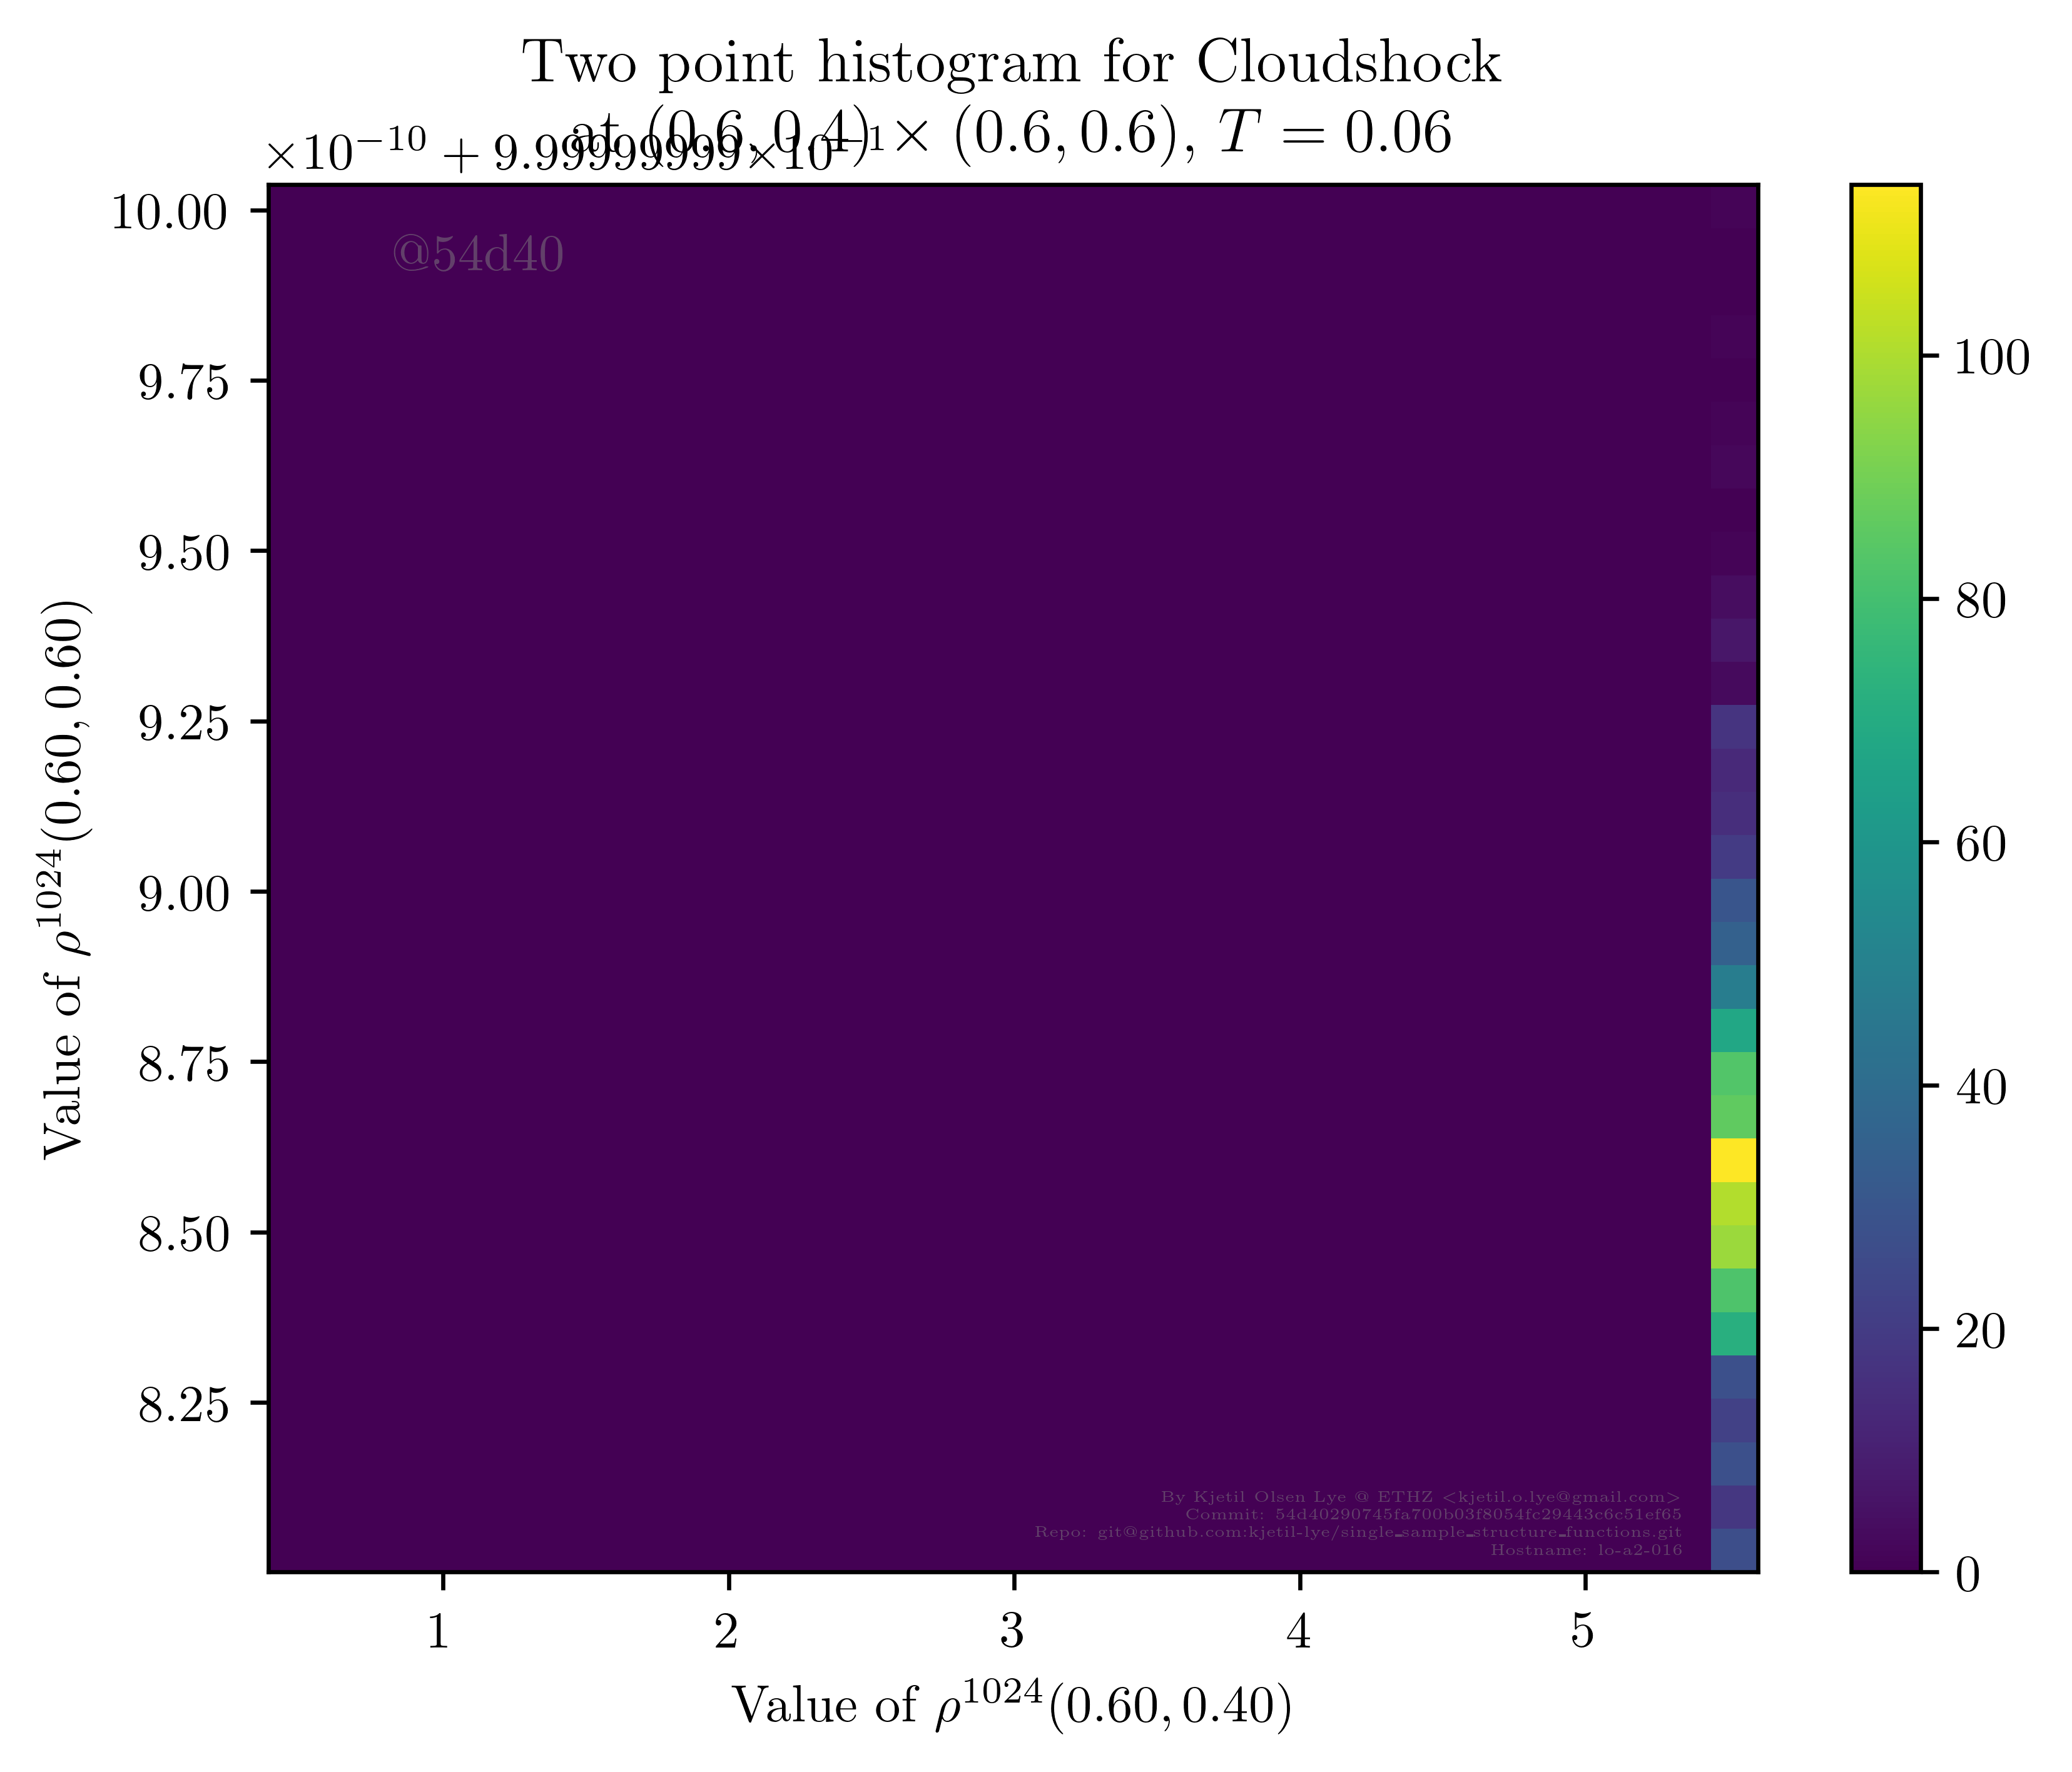 Two point histogram for Cloudshock
at (0.6, 0.4) × (0.6, 0.6), T = 0.06
×10⁻¹⁰ + 9.999999999×10⁻¹
10.00
9.75
9.50
9.25
9.00
8.75
8.50
8.25
Value of ρ¹⁰²⁴(0.60, 0.60)
@54d40
By Kjetil Olsen Lye @ ETHZ <kjetil.o.lye@gmail.com>
Commit: 54d40290745fa700b03f8054fc29443c6c51ef65
Repo: git@github.com:kjetil-lye/single_sample_structure_functions.git
Hostname: lo-a2-016
1 2 3 4 5
Value of ρ¹⁰²⁴(0.60, 0.40)
100
80
60
40
20
0